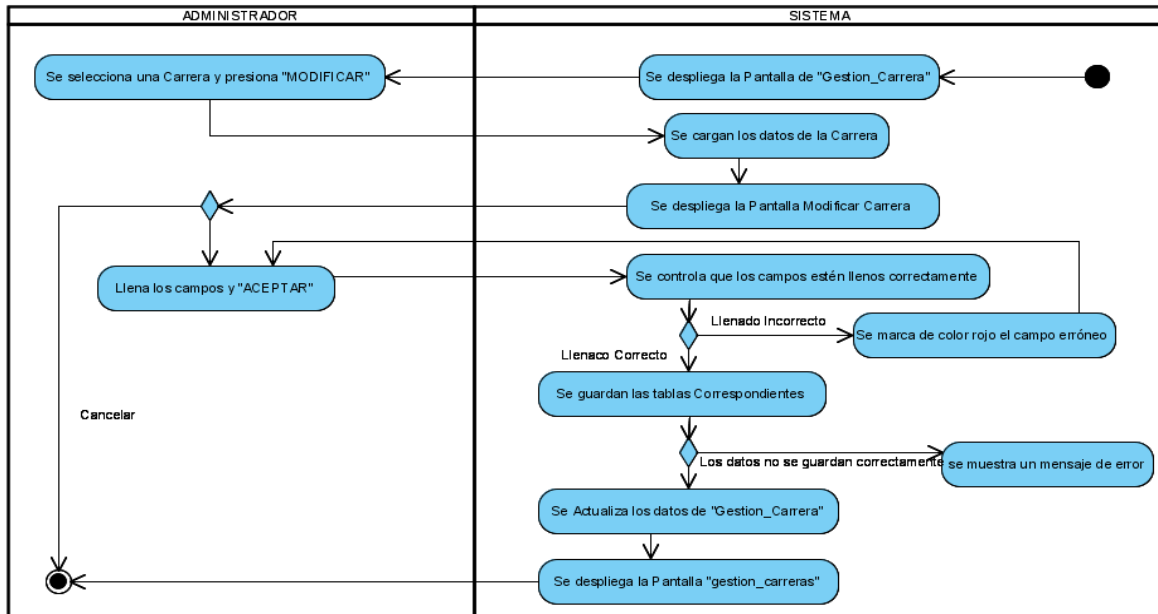 ADMINISTRADOR
SISTEMA
Se selecciona una Carrera y presiona "MODIFICAR"
Se despliega la Pantalla de "Gestion_Carrera"
Se cargan los datos de la Carrera
Se despliega la Pantalla Modificar Carrera
Llena los campos y "ACEPTAR"
Se controla que los campos estén llenos correctamente
Llenado Incorrecto
Se marca de color rojo el campo erróneo
Llenaco Correcto
Se guardan las tablas Correspondientes
Cancelar
Los datos no se guardan correctamente
se muestra un mensaje de error
Se Actualiza los datos de "Gestion_Carrera"
Se despliega la Pantalla "gestion_carreras"